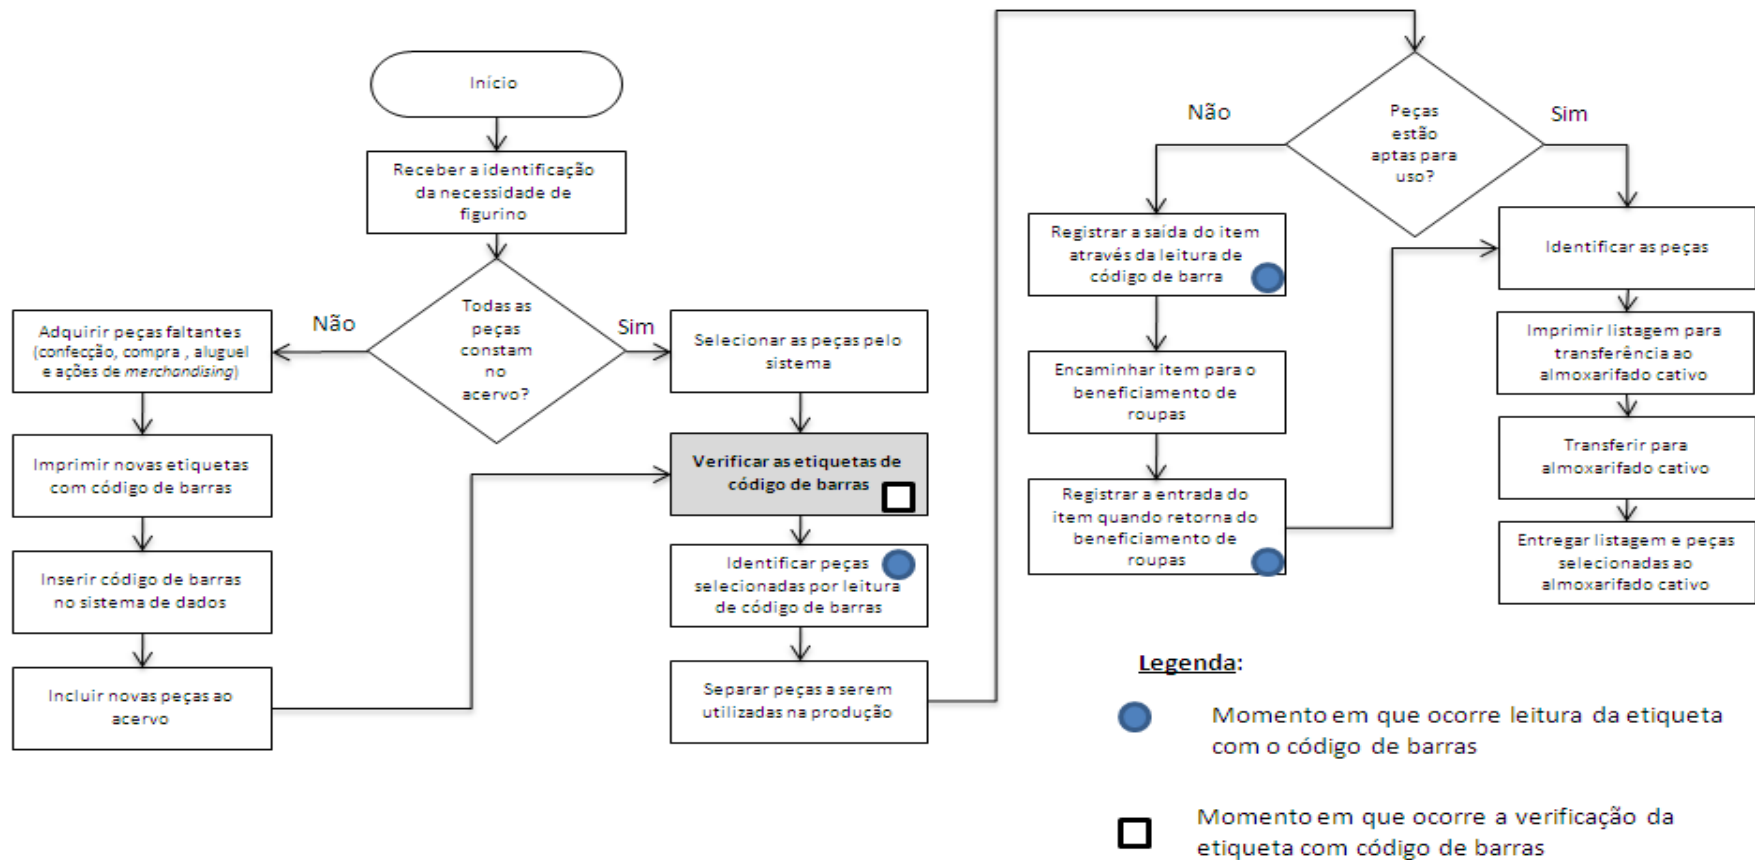 Início
Receber a identificação
da necessidade de
figurino
Todas as
peças
constam
no
acervo?
Não
Sim
Adquirir peças faltantes
(confecção, compra , aluguel
e ações de merchandising)
Imprimir novas etiquetas
com código de barras
Inserir código de barras
no sistema de dados
Incluir novas peças ao
acervo
Selecionar as peças pelo
sistema
Verificar as etiquetas de
código de barras
Identificar peças
selecionadas por leitura
de código de barras
Separar peças a serem
utilizadas na produção
Peças
estão
aptas para
uso?
Não
Sim
Registrar a saída do item
através da leitura de
código de barra
Encaminhar item para o
beneficiamento de
roupas
Registrar a entrada do
item quando retorna do
beneficiamento de
roupas
Identificar as peças
Imprimir listagem para
transferência ao
almoxarifado cativo
Transferir para
almoxarifado cativo
Entregar listagem e peças
selecionadas ao
almoxarifado cativo
Legenda:
Momento em que ocorre leitura da etiqueta
com o código de barras
Momento em que ocorre a verificação da
etiqueta com código de barras